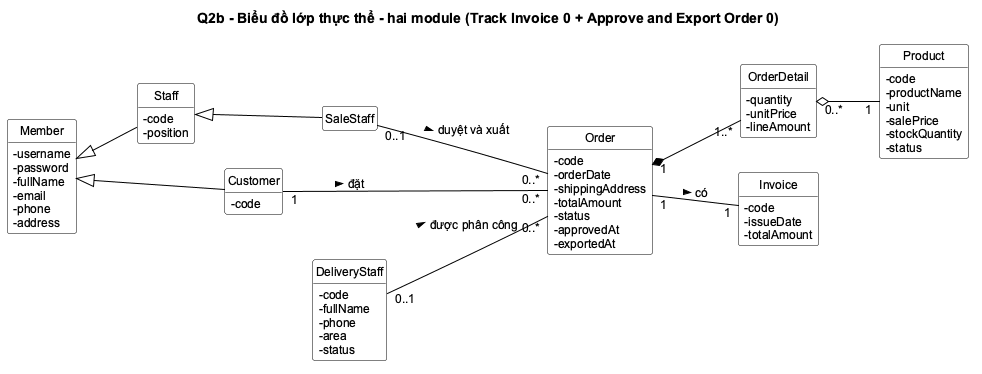 Q2b - Biểu đồ lớp thực thể - hai module (Track Invoice 0 + Approve and Export Order 0)
Member
-username
-password
-fullName
-email
-phone
-address
Staff
-code
-position
SaleStaff
Customer
-code
DeliveryStaff
-code
-fullName
-phone
-area
-status
0..1
► duyệt và xuất
0..*
1
► đặt
0..*
0..1
► được phân công
0..*
Order
-code
-orderDate
-shippingAddress
-totalAmount
-status
-approvedAt
-exportedAt
1
1..*
1
► có
1
OrderDetail
-quantity
-unitPrice
-lineAmount
0..*
1
Invoice
-code
-issueDate
-totalAmount
Product
-code
-productName
-unit
-salePrice
-stockQuantity
-status